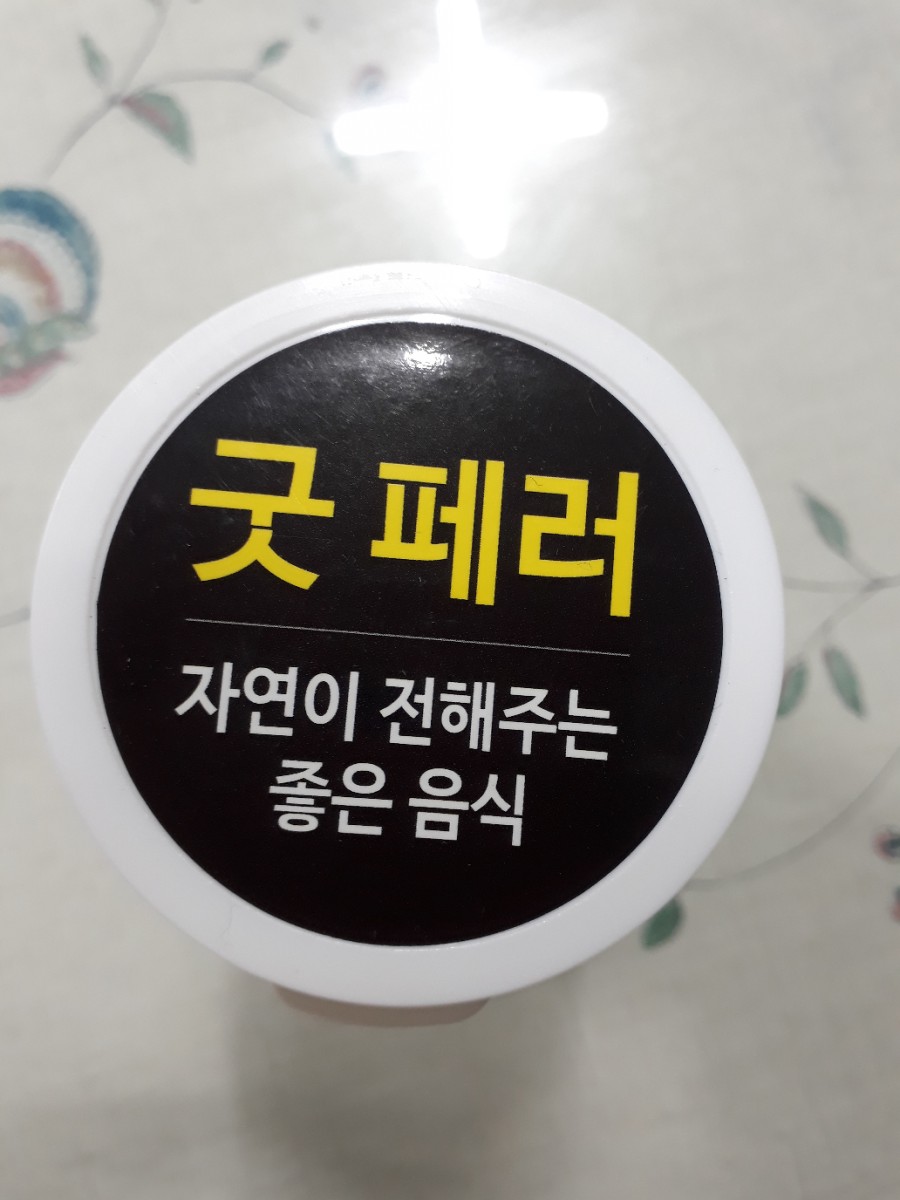 굿 페러
자연이 전해주는
좋은 음식